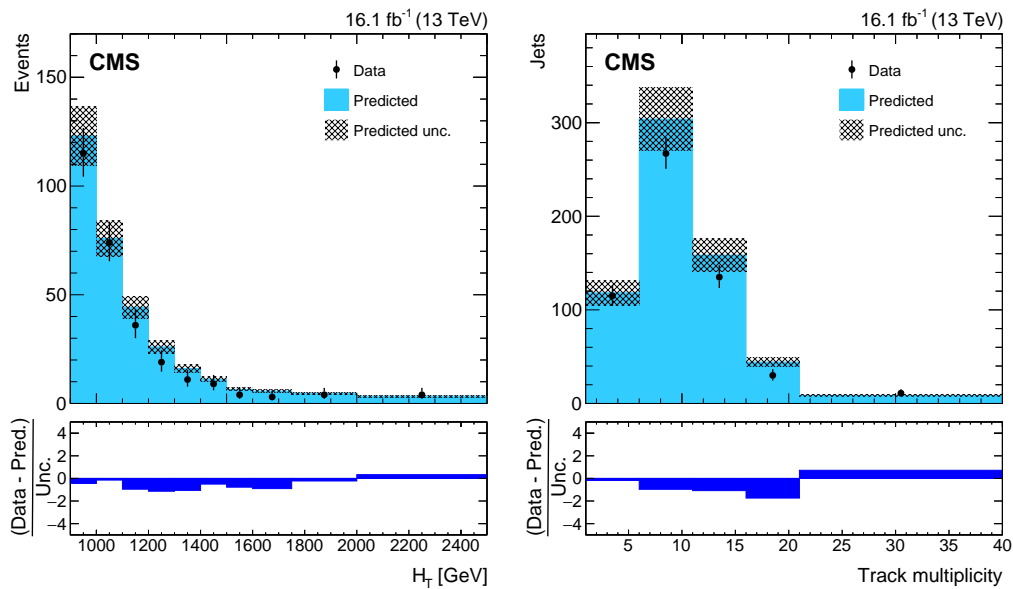 16.1 fb-1 (13 TeV)
Events
CMS
Data
Predicted
Predicted unc.
150
100
50
0
(Data - Pred.)
Unc.
4
2
0
−2
−4
1000 1200 1400 1600 1800 2000 2200 2400
HT [GeV]
16.1 fb-1 (13 TeV)
Jets
CMS
Data
Predicted
Predicted unc.
300
200
100
0
(Data - Pred.)
Unc.
4
2
0
−2
−4
5 10 15 20 25 30 35 40
Track multiplicity